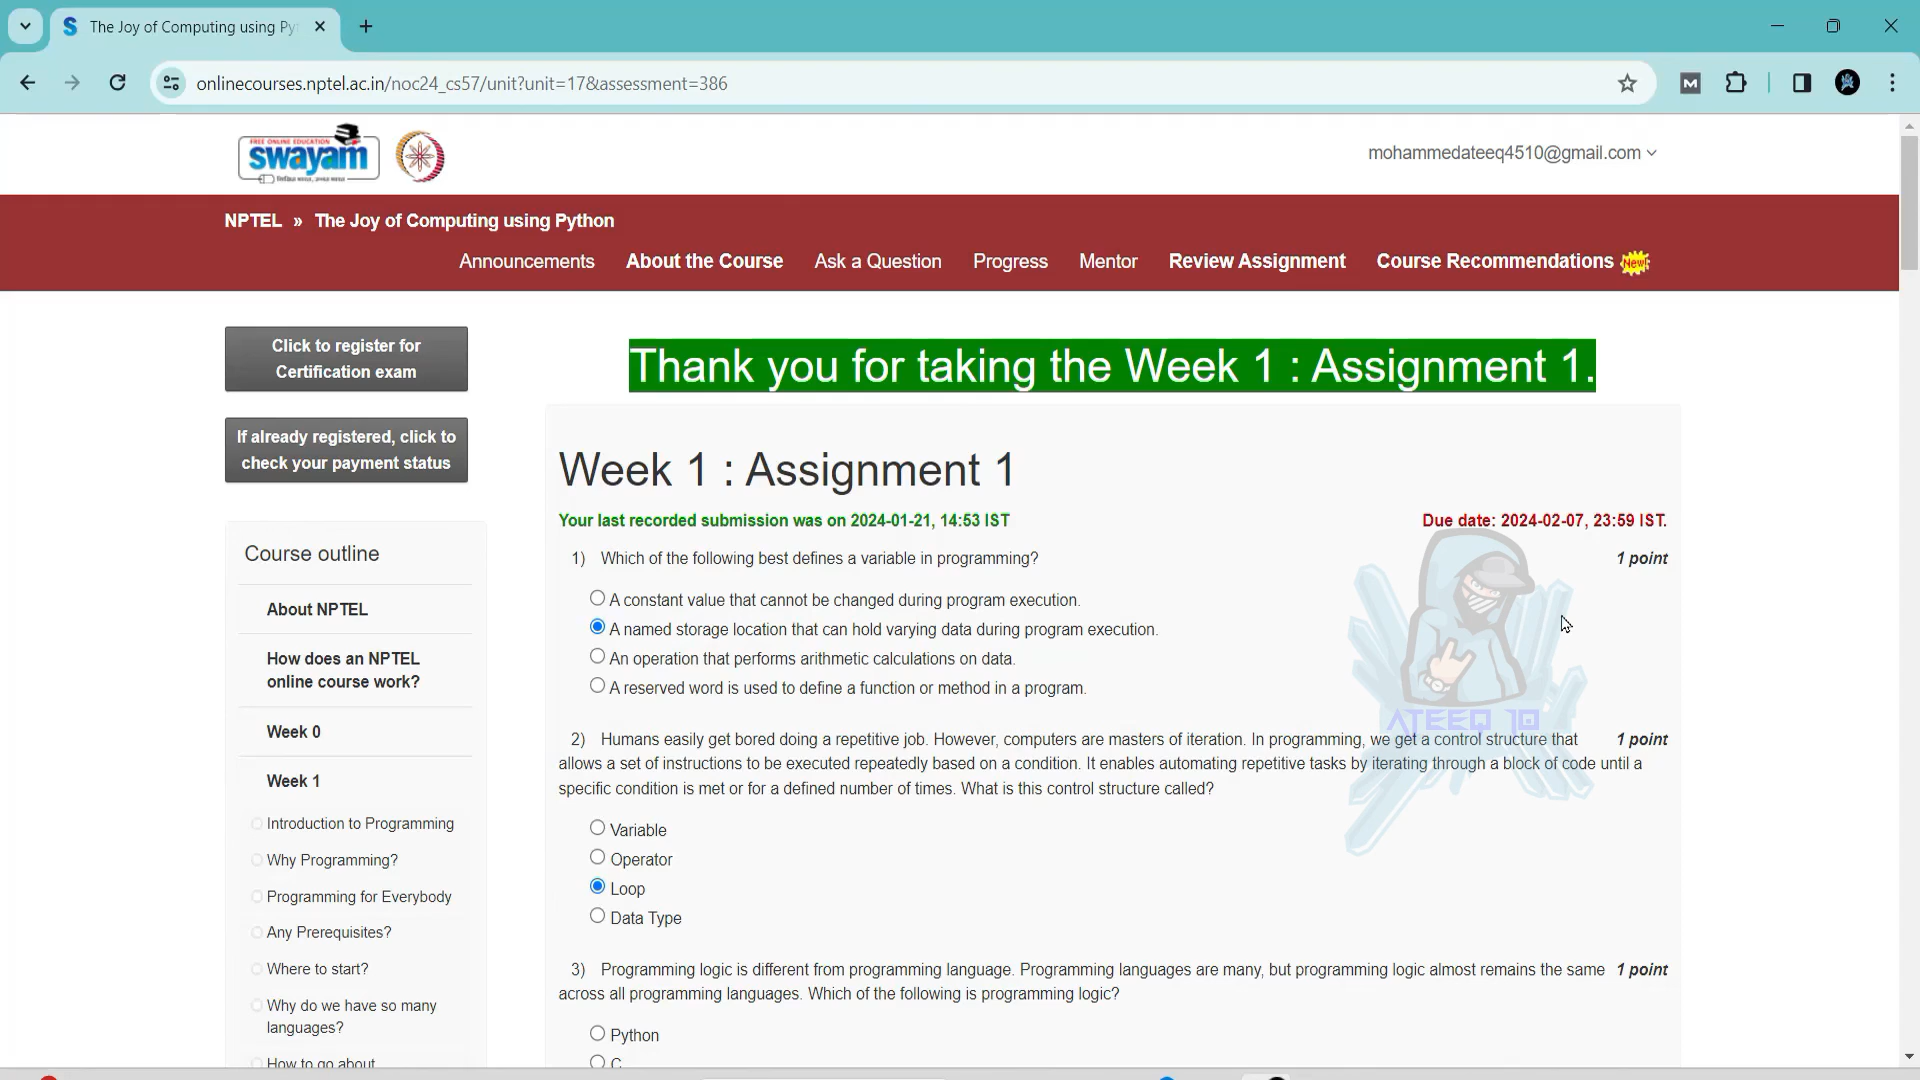 The Joy of Computing using Py
onlinecourses.nptel.ac.in/noc24_cs57/unit?unit=17&assessment=386
FREE ONLINE EDUCATION
swayam
mohammedateeq4510@gmail.com
NPTEL » The Joy of Computing using Python
Announcements About the Course Ask a Question Progress Mentor Review Assignment Course Recommendations New!
Click to register for
Certification exam
If already registered, click to
check your payment status
Course outline
About NPTEL
How does an NPTEL
online course work?
Week 0
Week 1
Introduction to Programming
Why Programming?
Programming for Everybody
Any Prerequisites?
Where to start?
Why do we have so many
languages?
How to go about
Thank you for taking the Week 1 : Assignment 1.
Week 1 : Assignment 1
Your last recorded submission was on 2024-01-21, 14:53 IST Due date: 2024-02-07, 23:59 IST.
1) Which of the following best defines a variable in programming? 1 point
A constant value that cannot be changed during program execution.
A named storage location that can hold varying data during program execution.
An operation that performs arithmetic calculations on data.
A reserved word is used to define a function or method in a program.
ATEEQ 10
2) Humans easily get bored doing a repetitive job. However, computers are masters of iteration. In programming, we get a control structure that 1 point
allows a set of instructions to be executed repeatedly based on a condition. It enables automating repetitive tasks by iterating through a block of code until a
specific condition is met or for a defined number of times. What is this control structure called?
Variable
Operator
Loop
Data Type
3) Programming logic is different from programming language. Programming languages are many, but programming logic almost remains the same 1 point
across all programming languages. Which of the following is programming logic?
Python
C